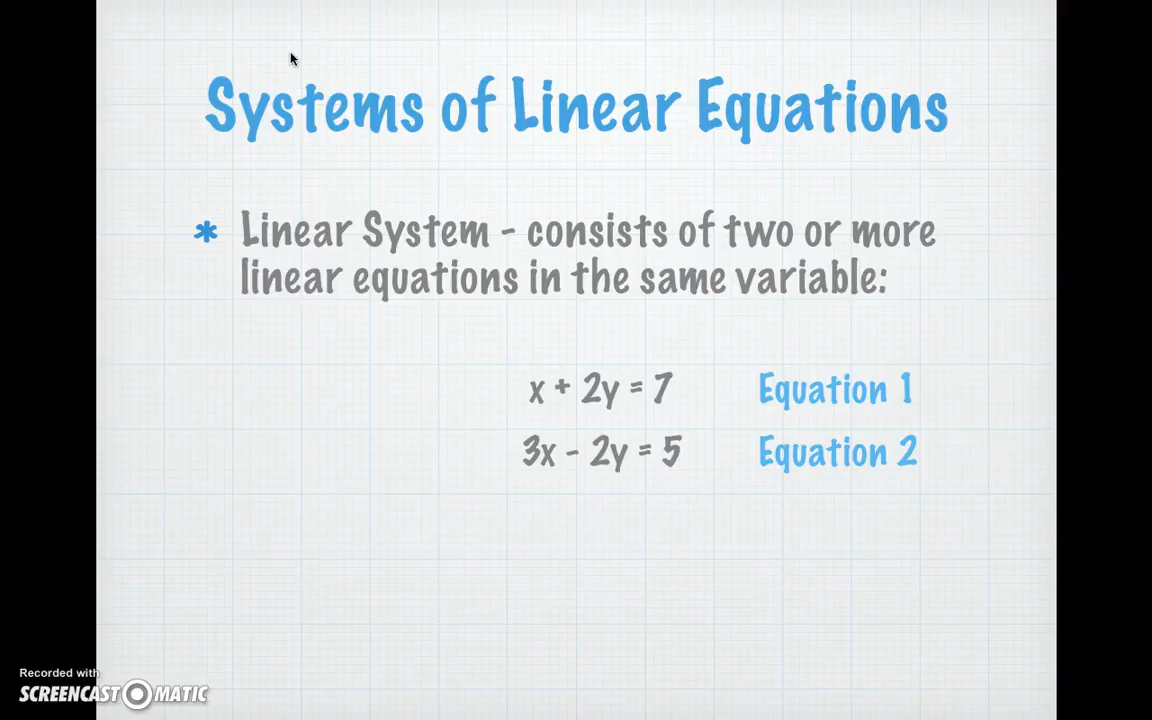 Systems of Linear Equations
* Linear System - consists of two or more
linear equations in the same variable:
x + 2y = 7 Equation 1
3x - 2y = 5 Equation 2
Recorded with
SCREENCAST MATIC